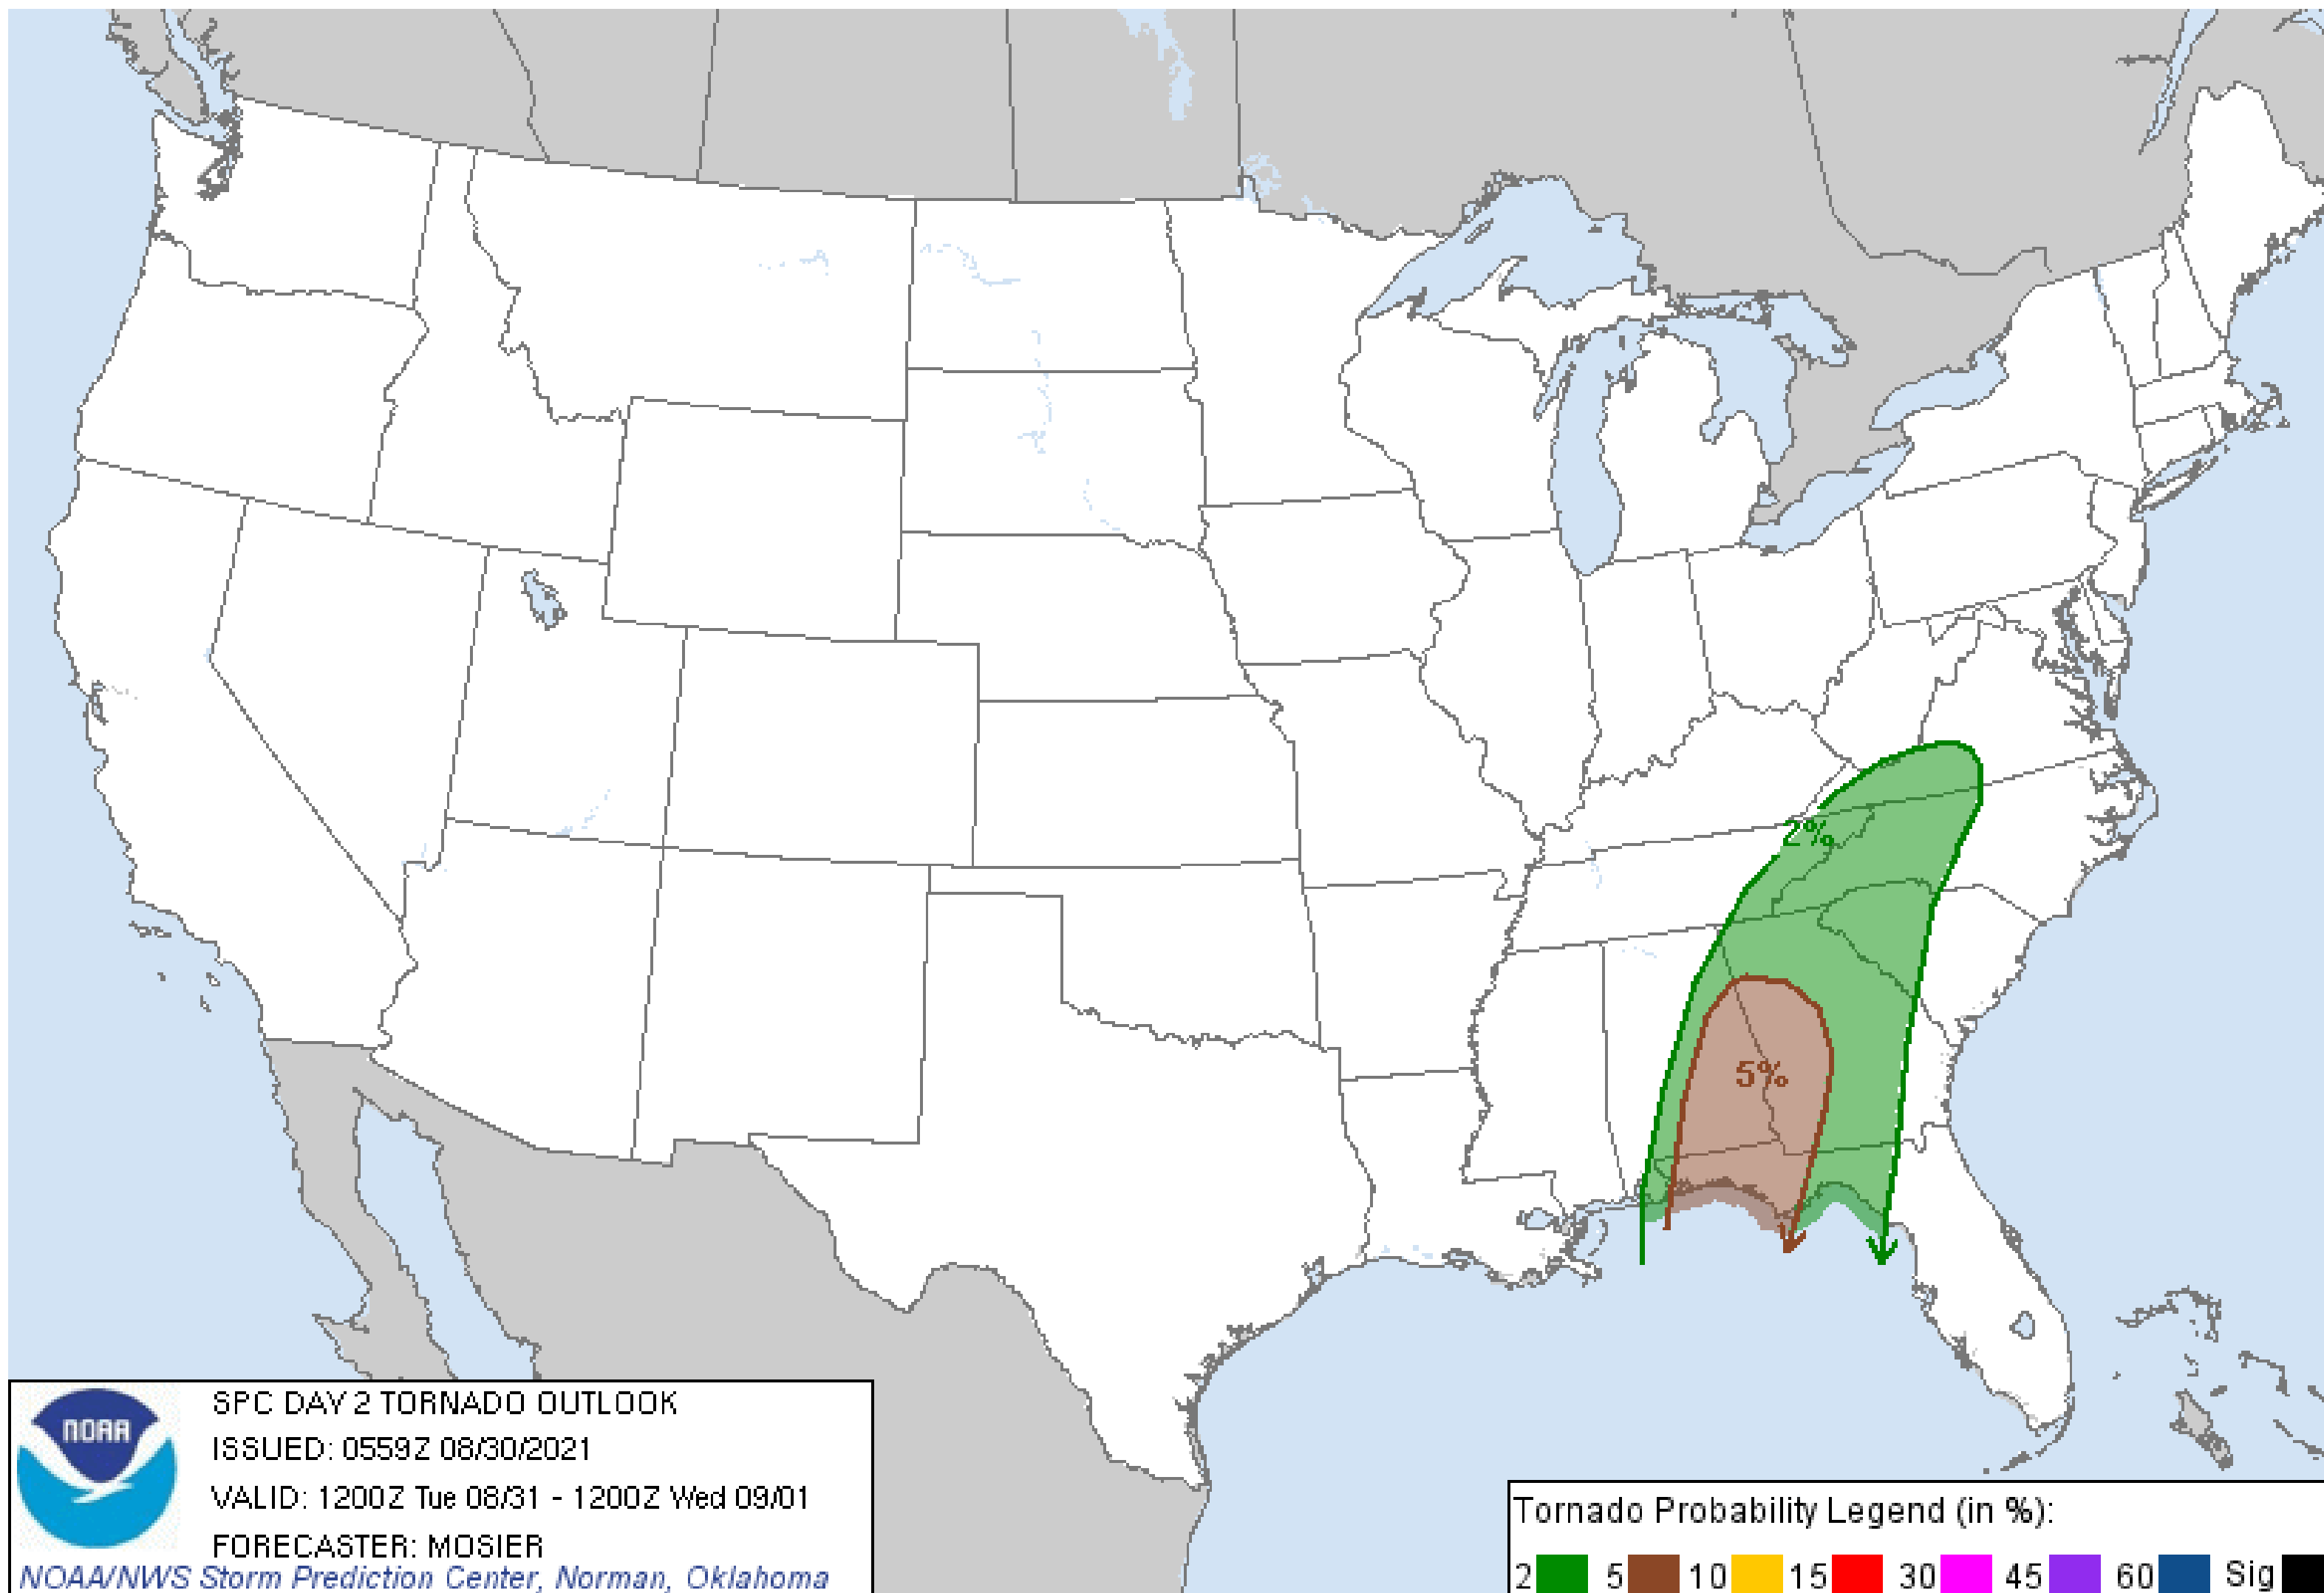 2%
5%
NOAA
SPC DAY 2 TORNADO OUTLOOK
ISSUED: 0559Z 08/30/2021
VALID: 1200Z Tue 08/31 - 1200Z Wed 09/01
FORECASTER: MOSIER
NOAA/NWS Storm Prediction Center, Norman, Oklahoma
Tornado Probability Legend (in %):
2 5 10 15 30 45 60 Sig